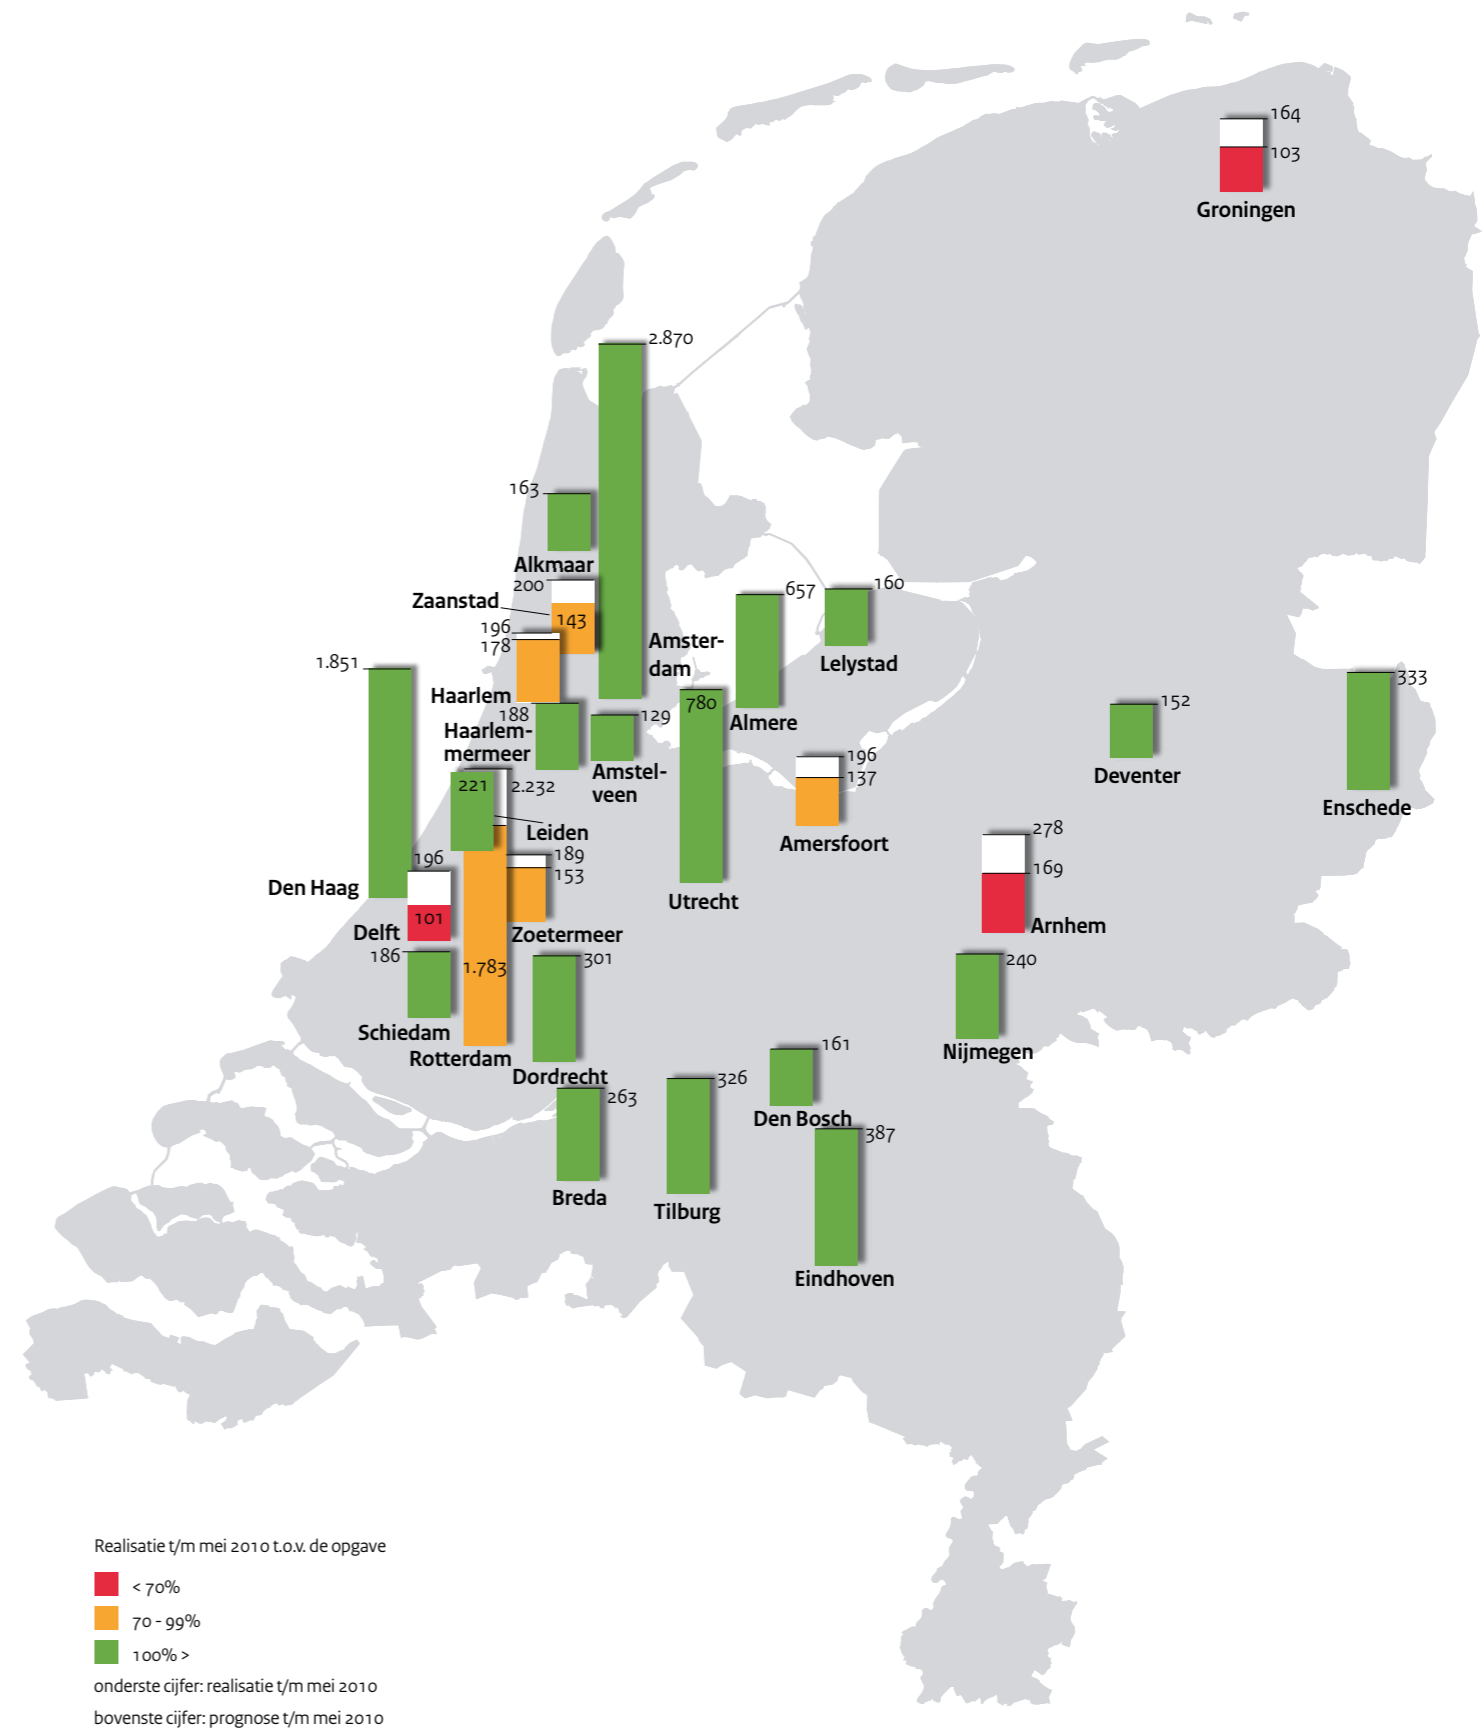 164
103
Groningen
2.870
163
Alkmaar
200
Zaanstad
143
196
178
Haarlem
Amster-
dam
657
Almere
160
Lelystad
1.851
Den Haag
188
Haarlem-
mermeer
129
Amstel-
veen
780
Utrecht
196
137
Amersfoort
152
Deventer
333
Enschede
221
2.232
Leiden
189
153
Zoetermeer
196
101
Delft
278
169
Arnhem
186
Schiedam
1.783
Rotterdam
301
Dordrecht
240
Nijmegen
263
Breda
326
Tilburg
161
Den Bosch
387
Eindhoven
Realisatie t/m mei 2010 t.o.v. de opgave
< 70%
70 - 99%
100% >
onderste cijfer: realisatie t/m mei 2010
bovenste cijfer: prognose t/m mei 2010